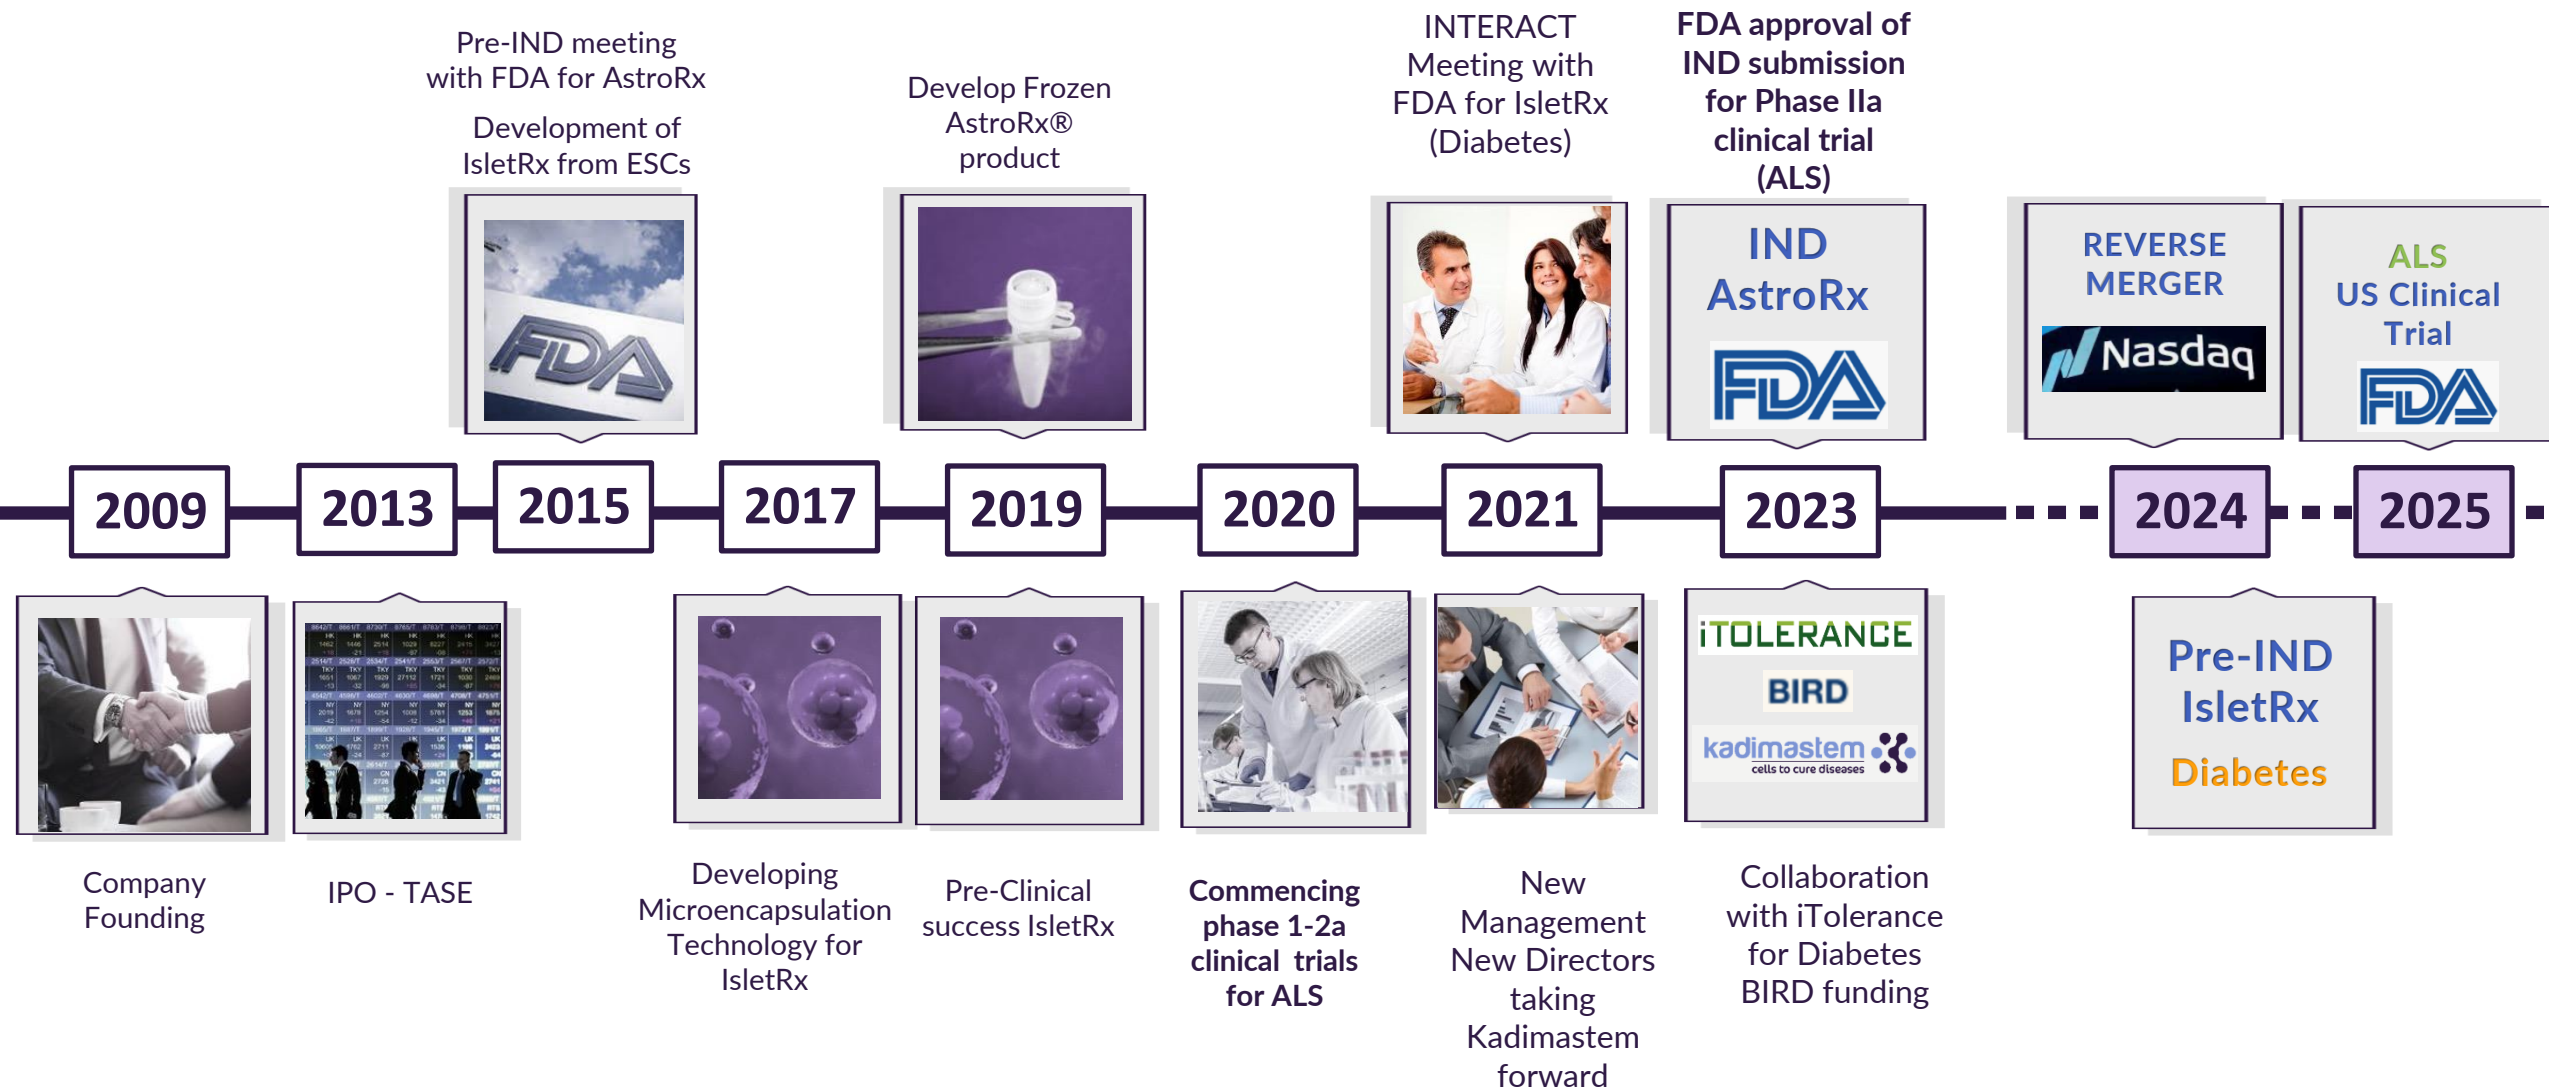 Pre-IND meeting
with FDA for AstroRx
Development of
IsletRx from ESCs
Develop Frozen
AstroRx®
product
INTERACT
Meeting with
FDA for IsletRx
(Diabetes)
FDA approval of
IND submission
for Phase IIa
clinical trial
(ALS)
FDA
IND
AstroRx
FDA
REVERSE
MERGER
Nasdaq
ALS
US Clinical
Trial
FDA
2009
2013
2015
2017
2019
2020
2021
2023
2024
2025
iTOLERANCE
BIRD
kadimastem
cells to cure diseases
Pre-IND
IsletRx
Diabetes
Company
Founding
IPO - TASE
Developing
Microencapsulation
Technology for
IsletRx
Pre-Clinical
success IsletRx
Commencing
phase 1-2a
clinical trials
for ALS
New
Management
New Directors
taking
Kadimastem
forward
Collaboration
with iTolerance
for Diabetes
BIRD funding